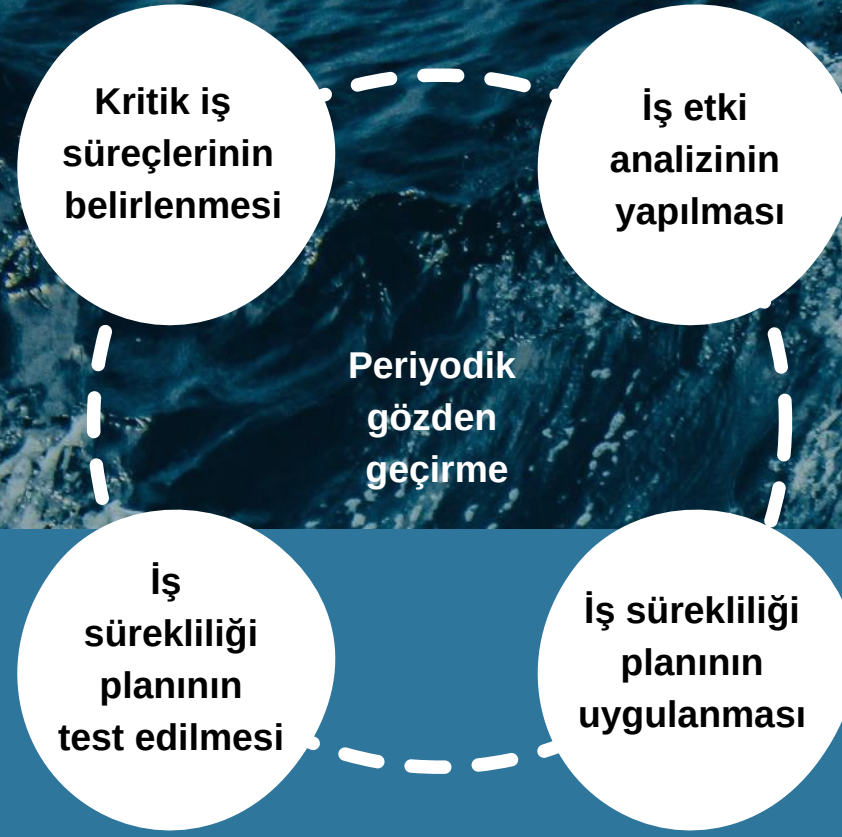 Kritik iş
süreçlerinin
belirlenmesi
İş etki
analizinin
yapılması
Periyodik
gözden
geçirme
İş
sürekliliği
planının
test edilmesi
İş sürekliliği
planının
uygulanması